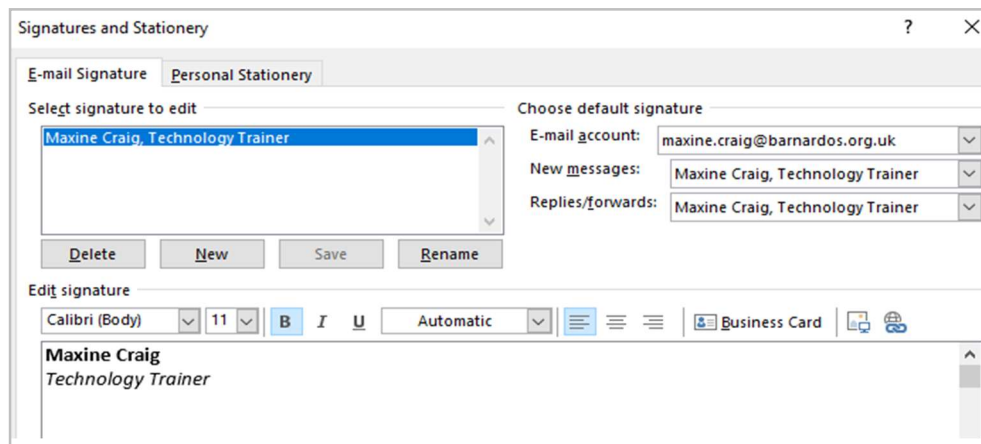 Signatures and Stationery ?
E-mail Signature Personal Stationery
Select signature to edit
Maxine Craig, Technology Trainer
Delete New Save Rename
Choose default signature
E-mail account: maxine.craig@barnardos.org.uk
New messages: Maxine Craig, Technology Trainer
Replies/forwards: Maxine Craig, Technology Trainer
Edit signature
Calibri (Body) 11 B I U Automatic Business Card
Maxine Craig
Technology Trainer